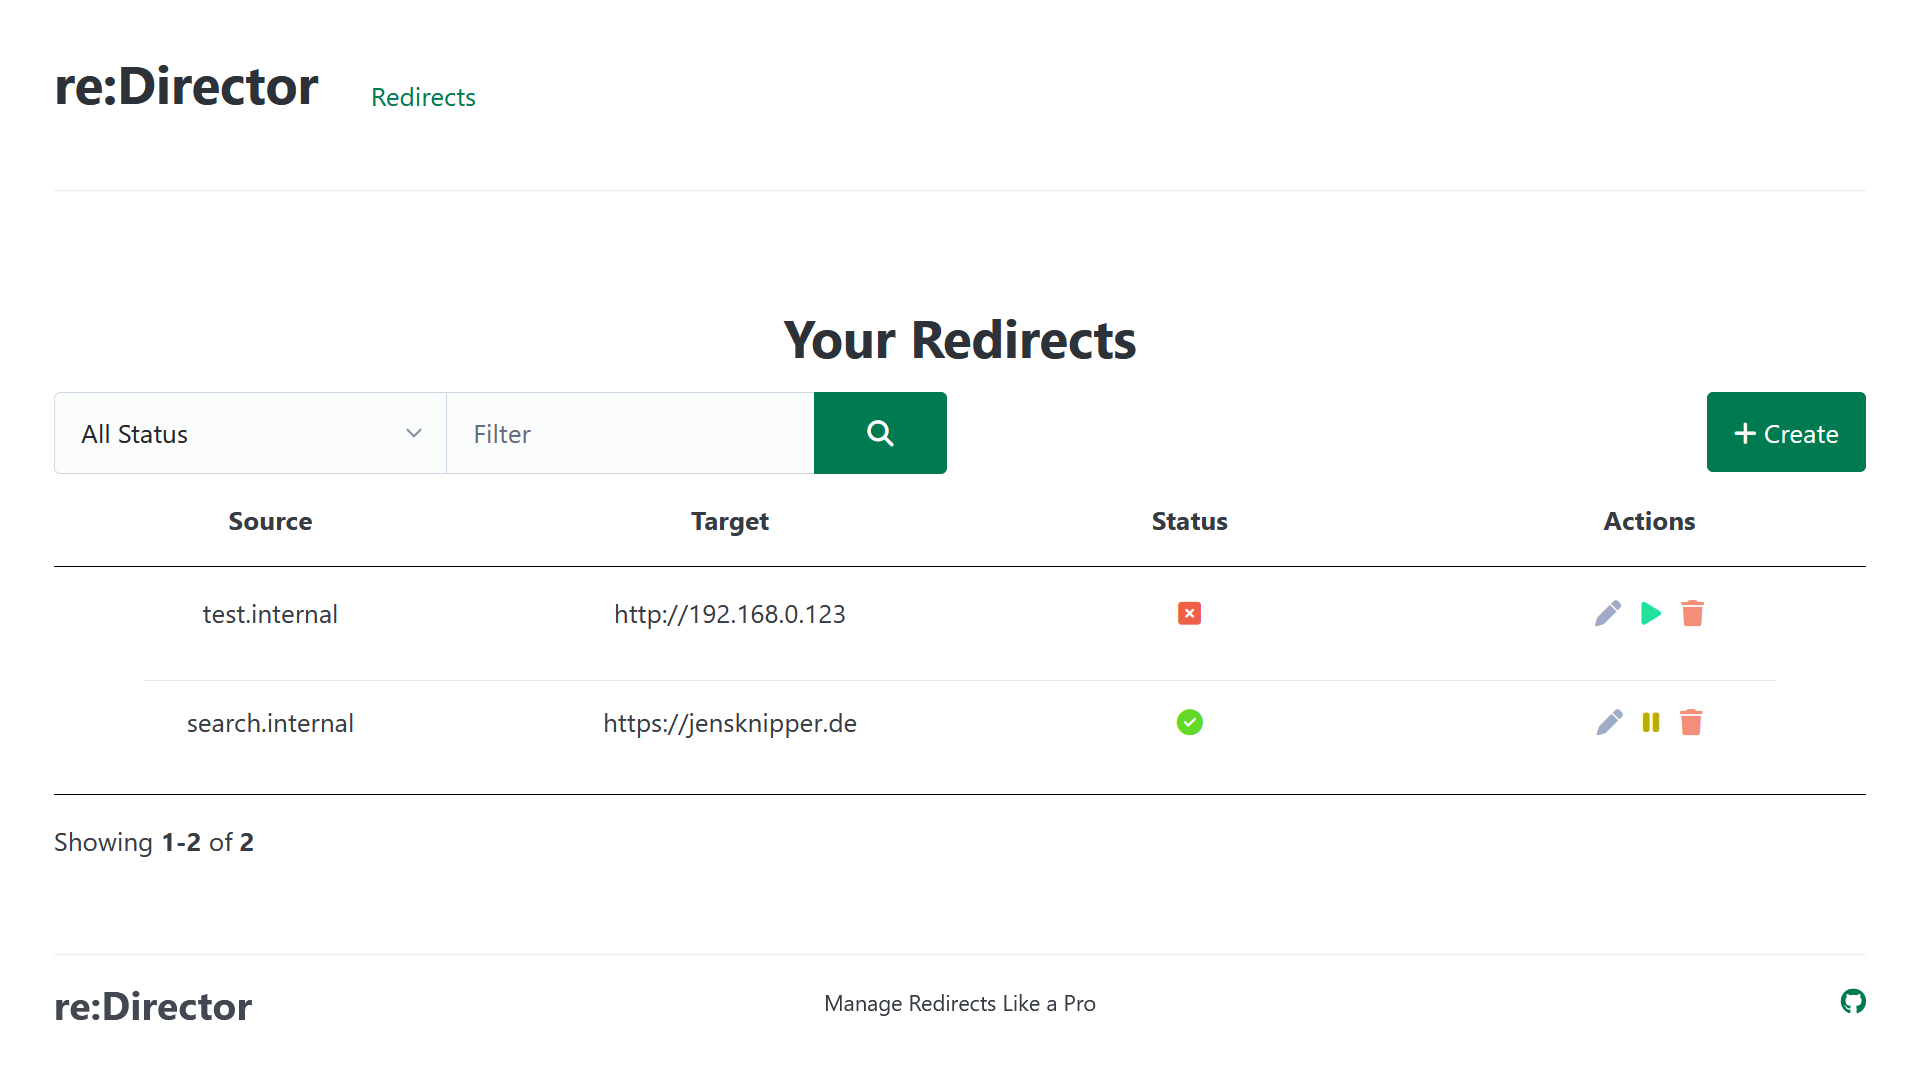 re:Director Redirects
Your Redirects
All Status Filter Create
Source Target Status Actions
test.internal http://192.168.0.123
search.internal https://jensknipper.de
Showing 1-2 of 2
re:Director Manage Redirects Like a Pro